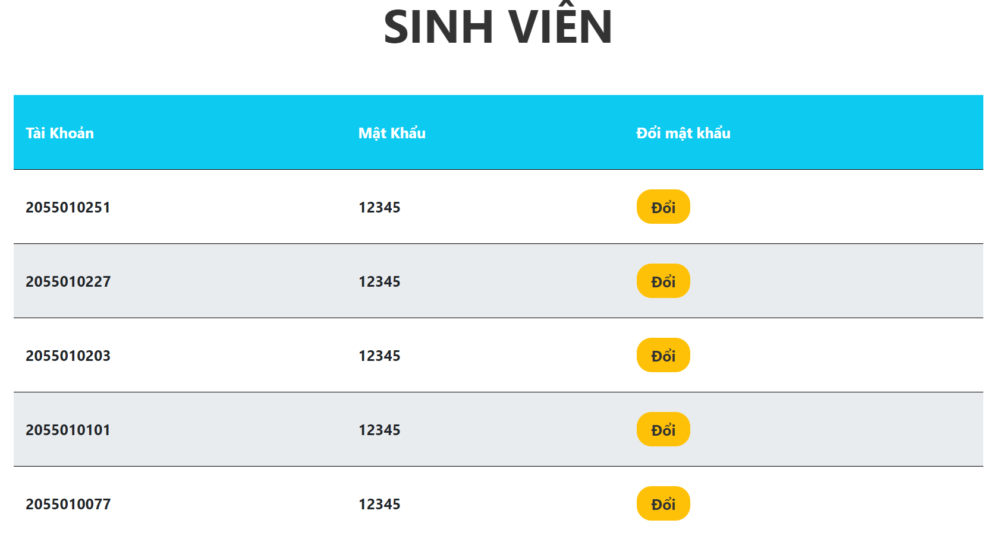 SINH VIÊN
Tài Khoản Mật Khẩu Đổi mật khẩu
2055010251 12345 Đổi
2055010227 12345 Đổi
2055010203 12345 Đổi
2055010101 12345 Đổi
2055010077 12345 Đổi